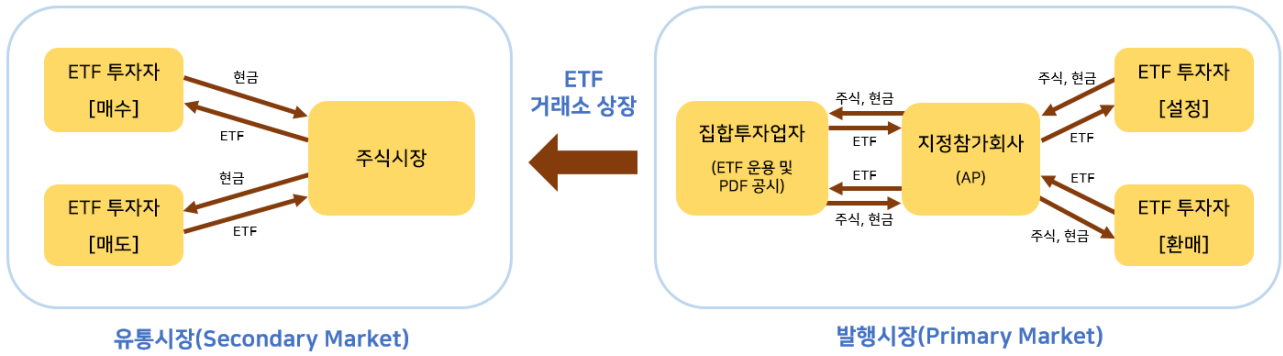 ETF 투자자
[매수]
현금
ETF
주식시장
현금
ETF
ETF 투자자
[매도]
유통시장(Secondary Market)
ETF
거래소 상장
집합투자업자
(ETF 운용 및
PDF 공시)
주식, 현금
ETF
ETF
주식, 현금
지정참가회사
(AP)
주식, 현금
ETF
ETF
주식, 현금
ETF 투자자
[설정]
ETF 투자자
[환매]
발행시장(Primary Market)